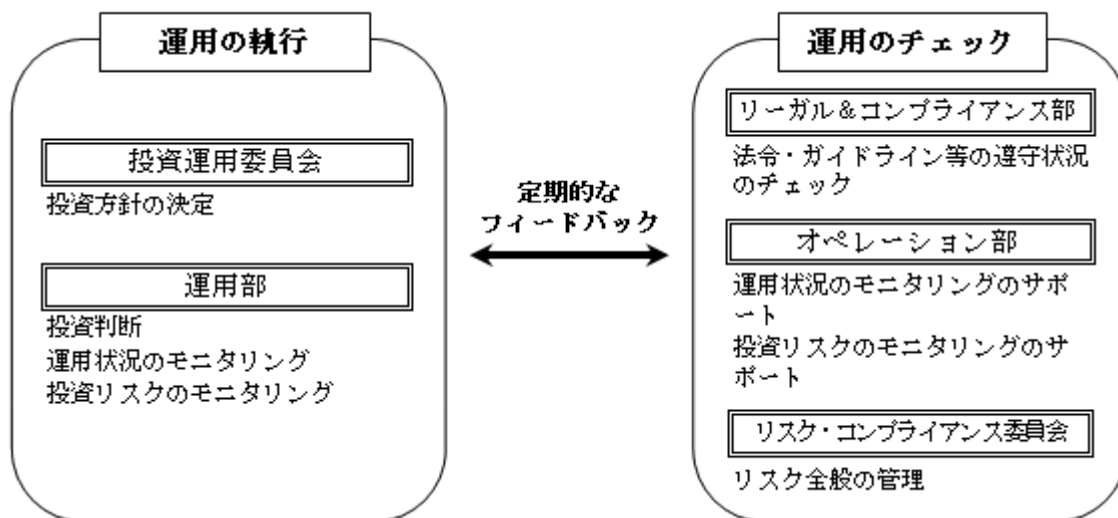 運用の執行
投資運用委員会
投資方針の決定
運用部
投資判断
運用状況のモニタリング
投資リスクのモニタリング
定期的な
フィードバック
運用のチェック
リーガル＆コンプライアンス部
法令・ガイドライン等の遵守状況
のチェック
オペレーション部
運用状況のモニタリングのサポ
ート
投資リスクのモニタリングのサ
ポート
リスク・コンプライアンス委員会
リスク全般の管理